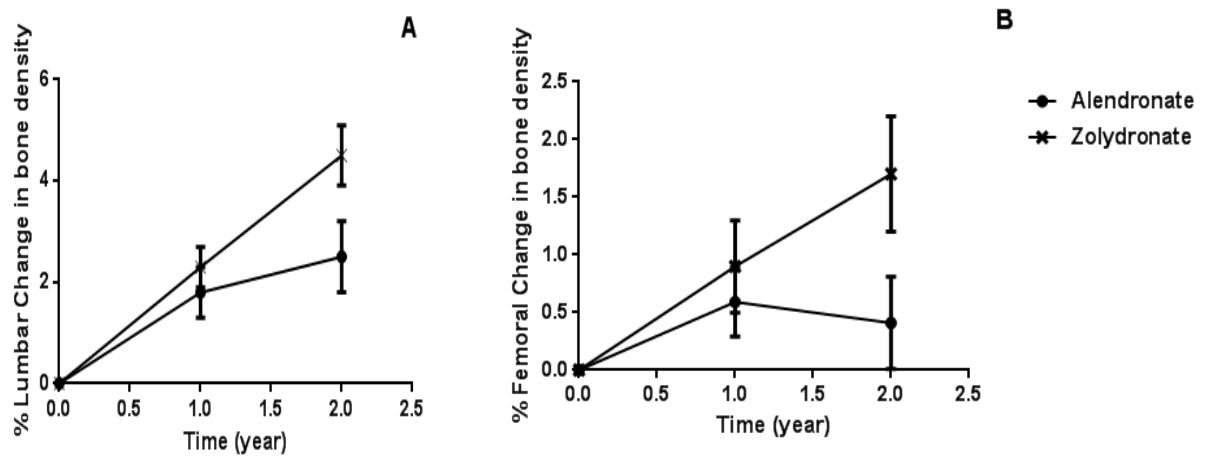 A
% Lumbar Change in bone density
6
4
2
0
0.0 0.5 1.0 1.5 2.0 2.5
Time (year)
B
% Femoral Change in bone density
2.5
2.0
1.5
1.0
0.5
0.0
0.0 0.5 1.0 1.5 2.0 2.5
Time (year)
Alendronate
Zolydronate